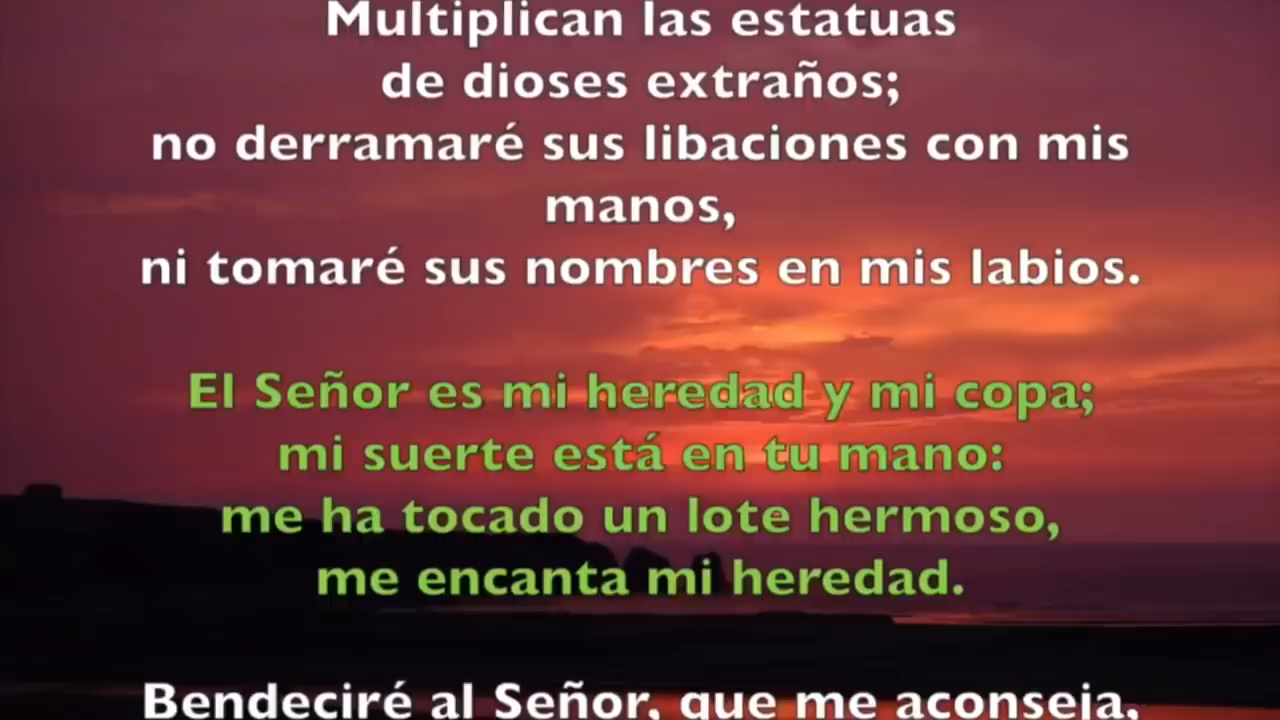 Multiplican las estatuas
de dioses extraños;
no derramaré sus libaciones con mis
manos,
ni tomaré sus nombres en mis labios.
El Señor es mi heredad y mi copa;
mi suerte está en tu mano:
me ha tocado un lote hermoso,
me encanta mi heredad.
Bendeciré al Señor, que me aconseja,